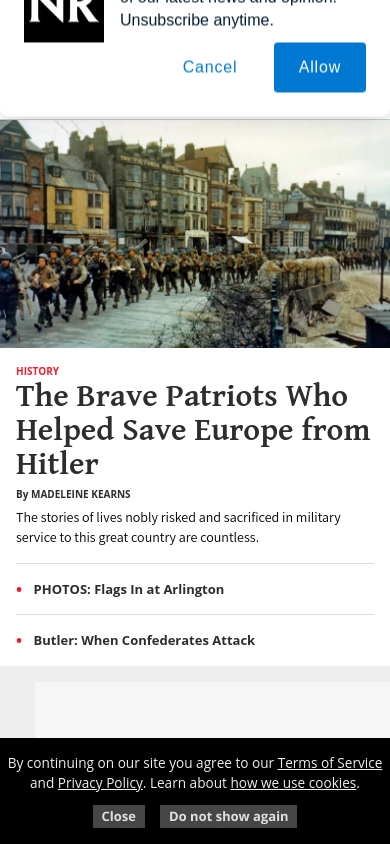 NR
of our latest news and opinion.
Unsubscribe anytime.
Cancel
Allow
HISTORY
The Brave Patriots Who
Helped Save Europe from
Hitler
By MADELEINE KEARNS
The stories of lives nobly risked and sacrificed in military
service to this great country are countless.
PHOTOS: Flags In at Arlington
Butler: When Confederates Attack
By continuing on our site you agree to our Terms of Service
and Privacy Policy. Learn about how we use cookies.
Close
Do not show again